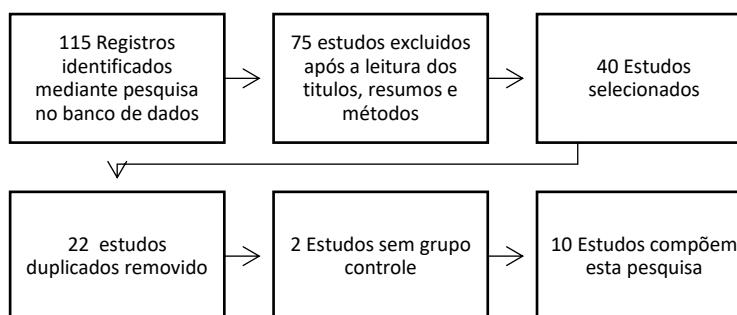 115 Registros
identificados
mediante pesquisa
no banco de dados
75 estudos excluidos
após a leitura dos
titulos, resumos e
métodos
40 Estudos
selecionados
22 estudos
duplicados removido
2 Estudos sem grupo
controle
10 Estudos compõem
esta pesquisa